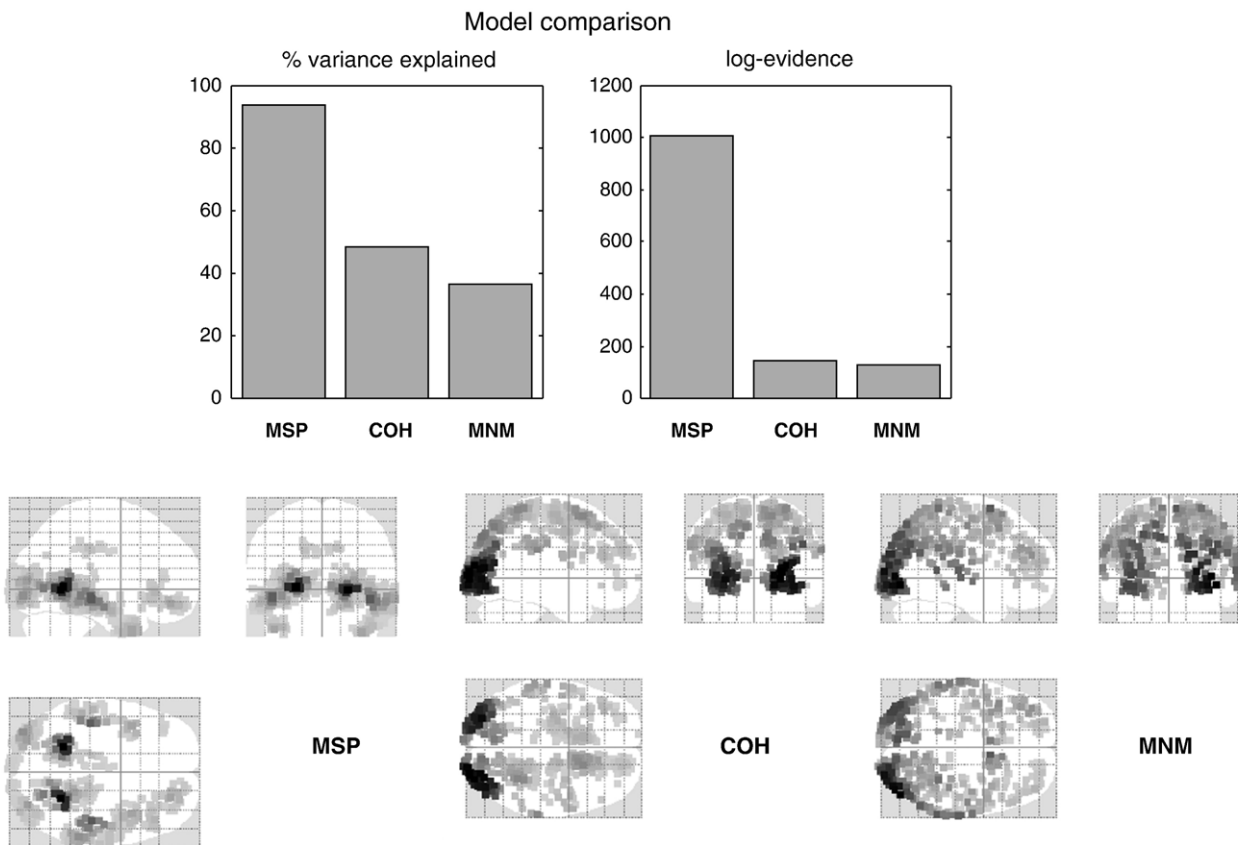 Model comparison
% variance explained
log-evidence
100
80
60
40
20
0
1200
1000
800
600
400
200
0
MSP COH MNM
MSP COH MNM
MSP
COH
MNM